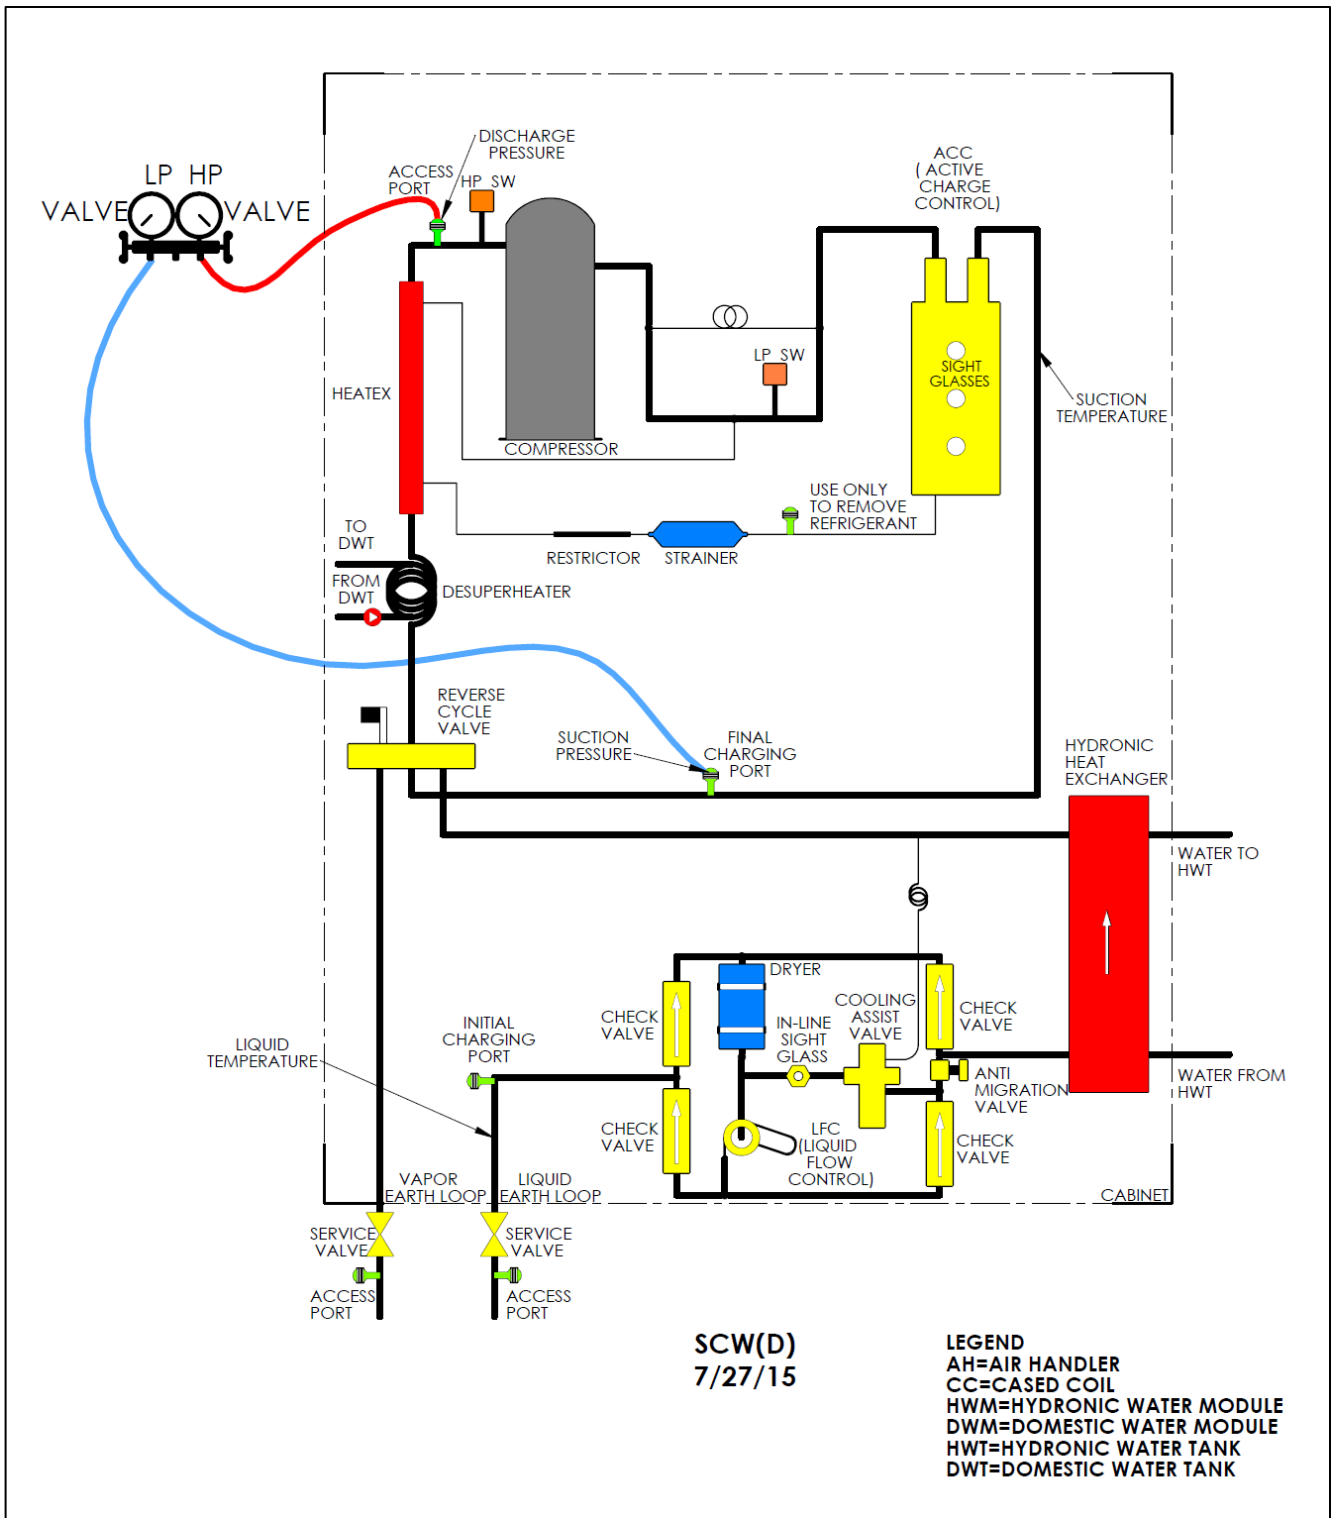 DISCHARGE
PRESSURE
ACCESS
PORT
HP SW
LP HP
VALVE VALVE
ACC
( ACTIVE
CHARGE
CONTROL)
LP SW
SIGHT
GLASSES
HEATEX
COMPRESSOR
SUCTION
TEMPERATURE
USE ONLY
TO REMOVE
REFRIGERANT
TO
DWT
RESTRICTOR
STRAINER
FROM
DWT
DESUPERHEATER
REVERSE
CYCLE
VALVE
SUCTION
PRESSURE
FINAL
CHARGING
PORT
HYDRONIC
HEAT
EXCHANGER
WATER TO
HWT
DRYER
COOLING
ASSIST
VALVE
INITIAL
CHARGING
PORT
CHECK
VALVE
IN-LINE
SIGHT
GLASS
CHECK
VALVE
LIQUID
TEMPERATURE
ANTI
MIGRATION
VALVE
WATER FROM
HWT
CHECK
VALVE
LFC
(LIQUID
FLOW
CONTROL)
CHECK
VALVE
VAPOR
EARTH LOOP
LIQUID
EARTH LOOP
CABINET
SERVICE
VALVE
SERVICE
VALVE
ACCESS
PORT
ACCESS
PORT
SCW(D)
7/27/15
LEGEND
AH=AIR HANDLER
CC=CASED COIL
HWM=HYDRONIC WATER MODULE
DWM=DOMESTIC WATER MODULE
HWT=HYDRONIC WATER TANK
DWT=DOMESTIC WATER TANK